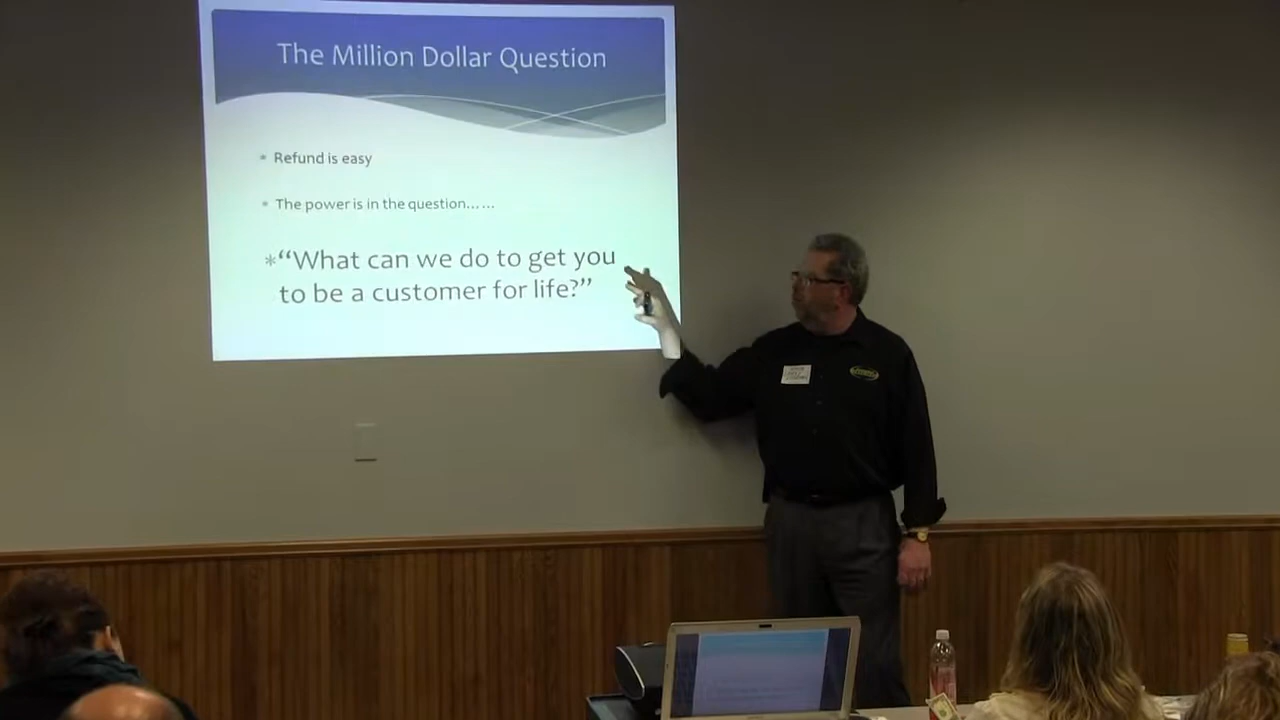 The Million Dollar Question
* Refund is easy
* The power is in the question……
*“What can we do to get you
to be a customer for life?”